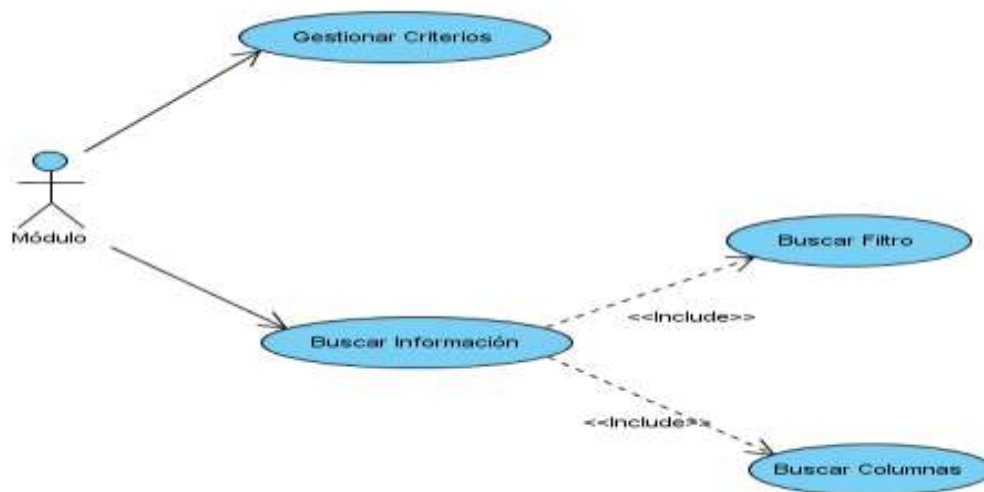 Gestionar Criterios
Módulo
Buscar Filtro
<<Include>>
Buscar Información
<<Include>>
Buscar Columnas